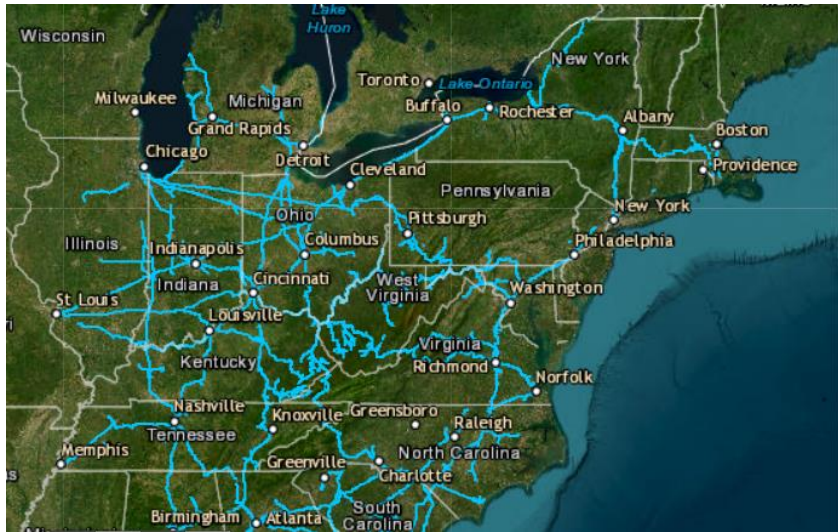 Lake
Huron
Wisconsin
New York
Toronto
Lake Ontario
Milwaukee
Michigan
Buffalo
Rochester
Albany
Grand Rapids
Boston
Detroit
Chicago
Cleveland
Providence
Pennsylvania
Ohio
New York
Pittsburgh
Illinois
Indianapolis
Columbus
Philadelphia
Indiana
Cincinnati
West
Virginia
Washington
St Louis
Louisville
Virginia
Kentucky
Richmond
Norfolk
Nashville
Knoxville
Greensboro
Raleigh
Tennessee
Memphis
Greenville
North Carolina
Charlotte
Birmingham
Atlanta
South
Carolina